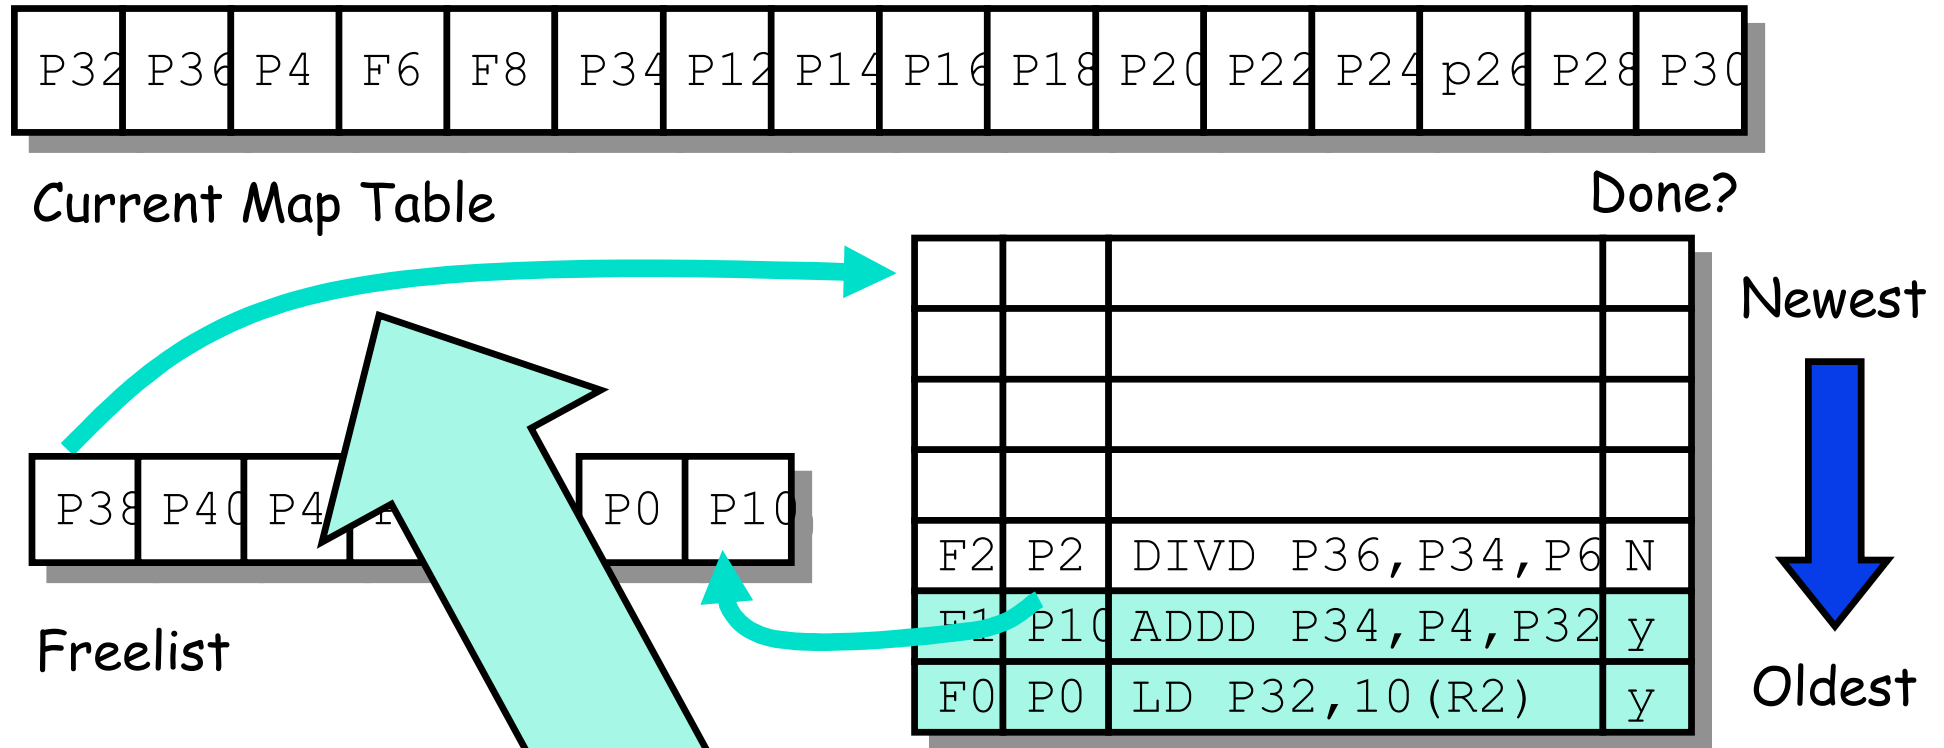 P32 P36 P4 F6 F8 P34 P12 P14 P16 P18 P20 P22 P24 p26 P28 P30
Current Map Table
Done?
Newest
P38 P40 P4 P0 P10
F2 P2 DIVD P36,P34,P6 N
F1 P10 ADDD P34,P4,P32 y
Freelist
F0 P0 LD P32,10(R2) y
Oldest